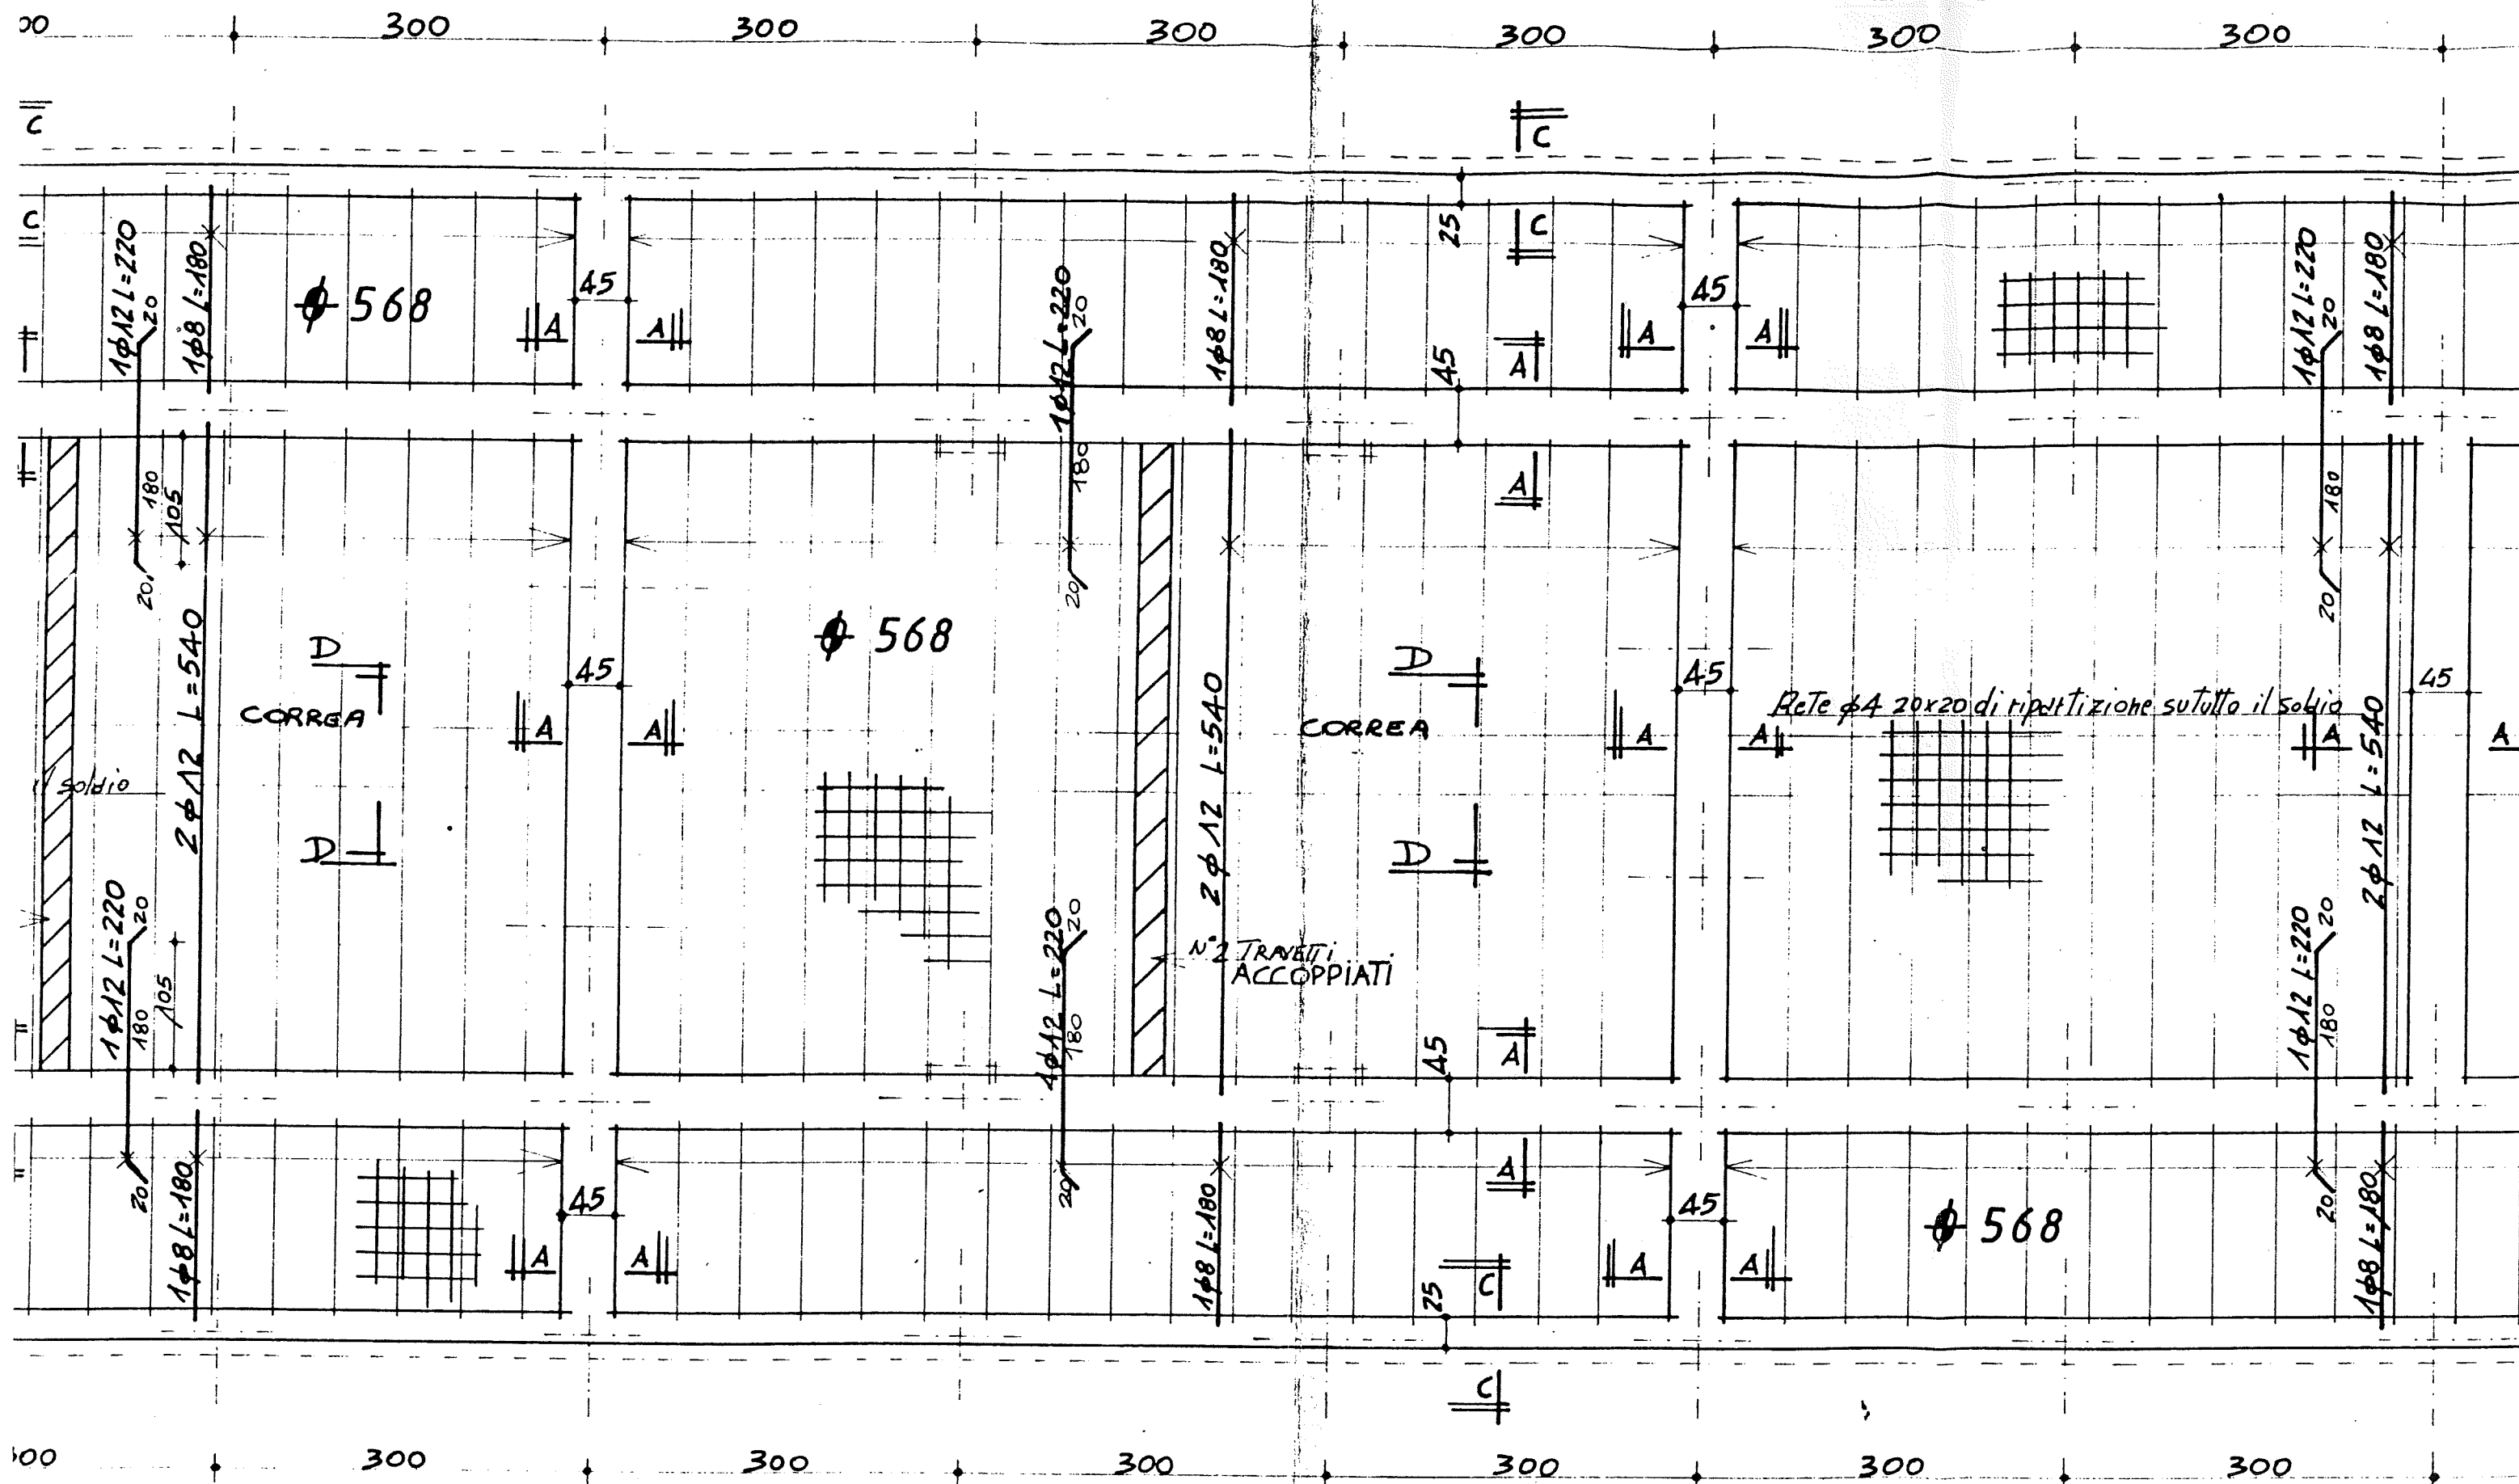 300 300 300 300 300 300
C
C
C
C
25
1ϕ12 L=220
20
1ϕ8 L=180
ϕ 568
45
A
A
1ϕ12 L=220
20
1ϕ8 L=180
45
A
A
45
A
1ϕ12 L=220
20
1ϕ8 L=180
180
105
20
180
20
A
180
20
ϕ 568
D
CORREA
45
A
A
D
CORREA
45
A
A
Rete ϕ4 20x20 di ripartizione su tutto il soldio
A
45
A
il soldio
2ϕ12 L=540
2ϕ12 L=540
2ϕ12 L=540
D
D
1ϕ12 L=220
20
180
105
1ϕ12 L=220
20
180
N°2 TRAVETTI
ACCOPPIATI
45
A
1ϕ12 L=220
20
180
20
1ϕ8 L=180
45
A
A
20
1ϕ8 L=180
A
C
25
45
A
A
ϕ 568
20
1ϕ8 L=180
C
300 300 300 300 300 300